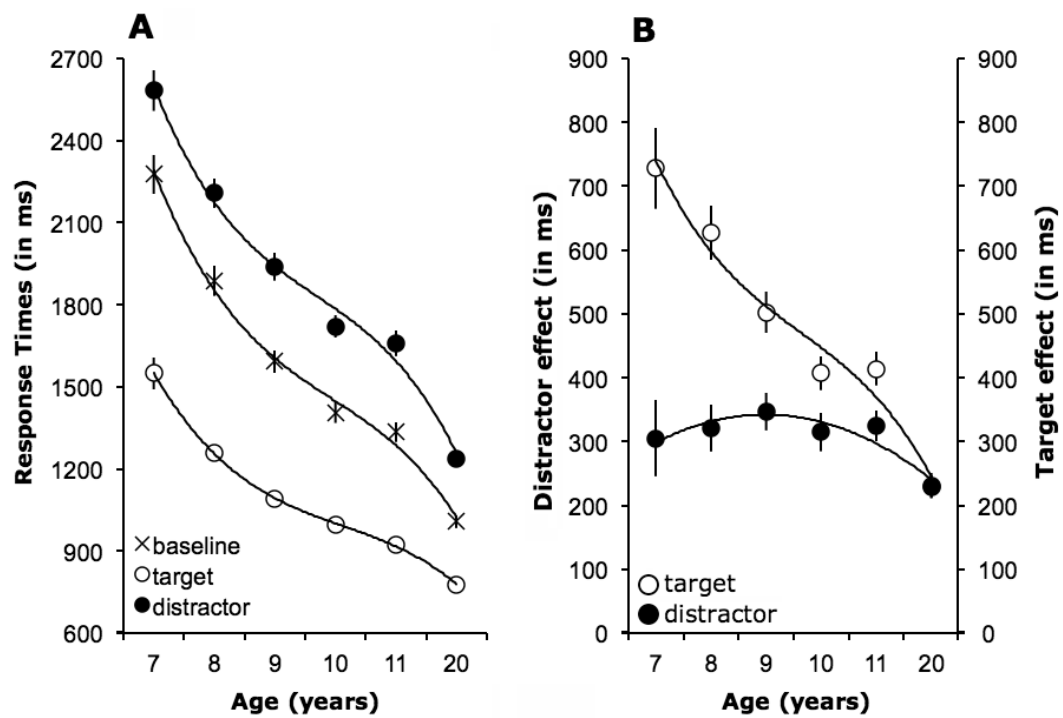 A
2700
2400
2100
1800
1500
1200
900
600
Response Times (in ms)
×baseline
○target
●distractor
7 8 9 10 11 20
Age (years)
B
900
800
700
600
500
400
300
200
100
0
Distractor effect (in ms)
○target
●distractor
7 8 9 10 11 20
Age (years)
900
800
700
600
500
400
300
200
100
0
Target effect (in ms)